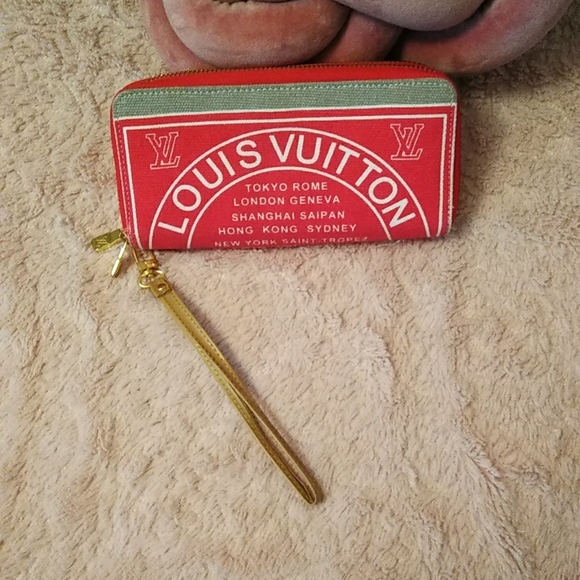 LV LV
LOUIS VUITTON
TOKYO ROME
LONDON GENEVA
SHANGHAI SAIPAN
HONG KONG SYDNEY
NEW YORK SAINT-TROPEZ